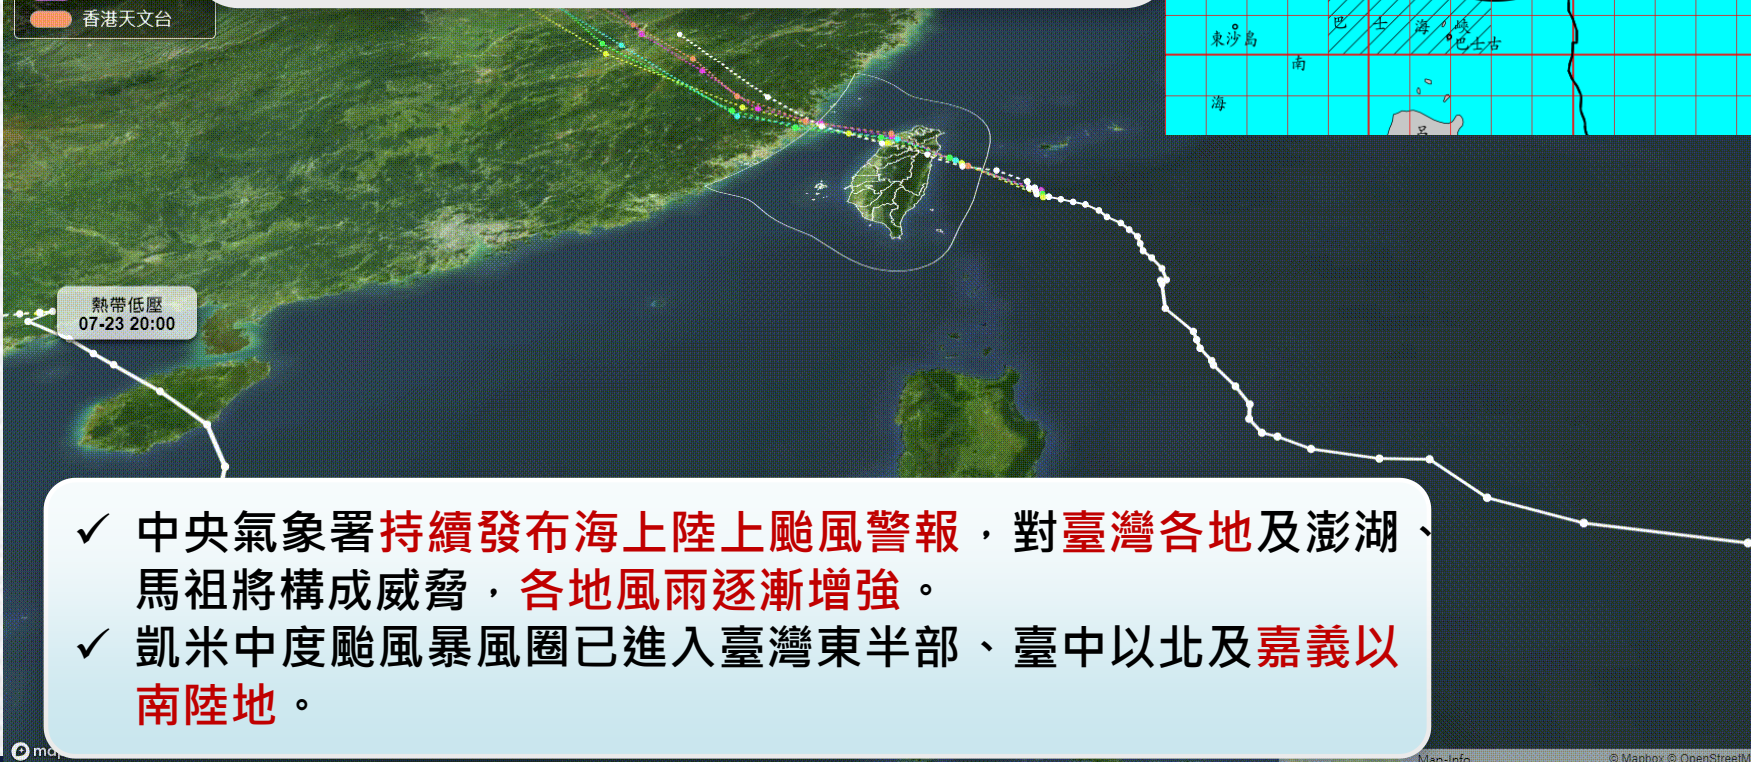 香港天文台
東沙島
巴士海峽
巴士古
南
海
呂
熱帶低壓
07-23 20:00
✓ 中央氣象署持續發布海上陸上颱風警報，對臺灣各地及澎湖、
馬祖將構成威脅，各地風雨逐漸增強。
✓ 凱米中度颱風暴風圈已進入臺灣東半部、臺中以北及嘉義以
南陸地。
Map-Info
© Mapbox © OpenStreetM